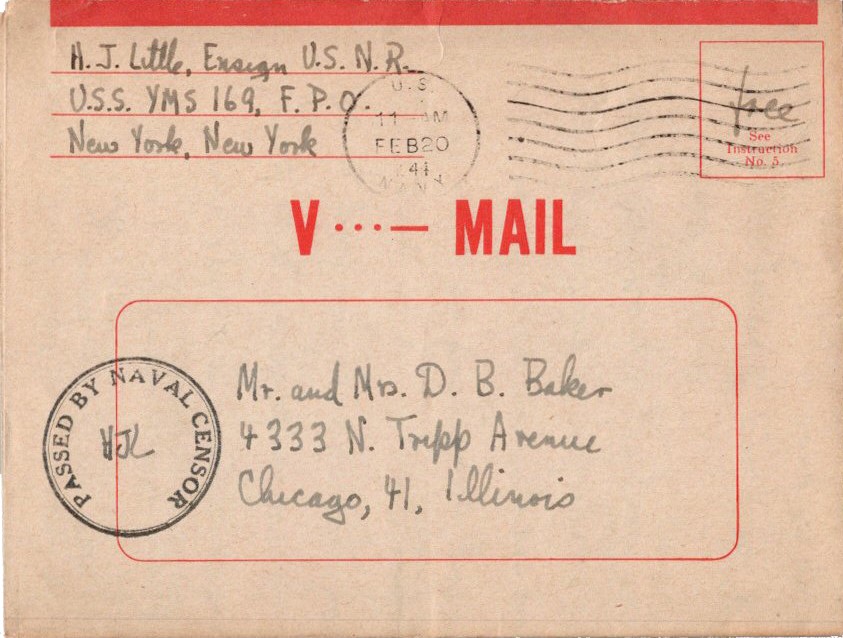 H. J. Little, Ensign U.S. N. R.
U.S.S. YMS 169, F. P. O.
New York, New York
U.S.
11 AM
FEB 20
free
See
Instruction
No. 5.
V···— MAIL
PASSED BY NAVAL CENSOR
HJL
Mr. and Mrs. D. B. Baker
4333 N. Tripp Avenue
Chicago, 41, Illinois